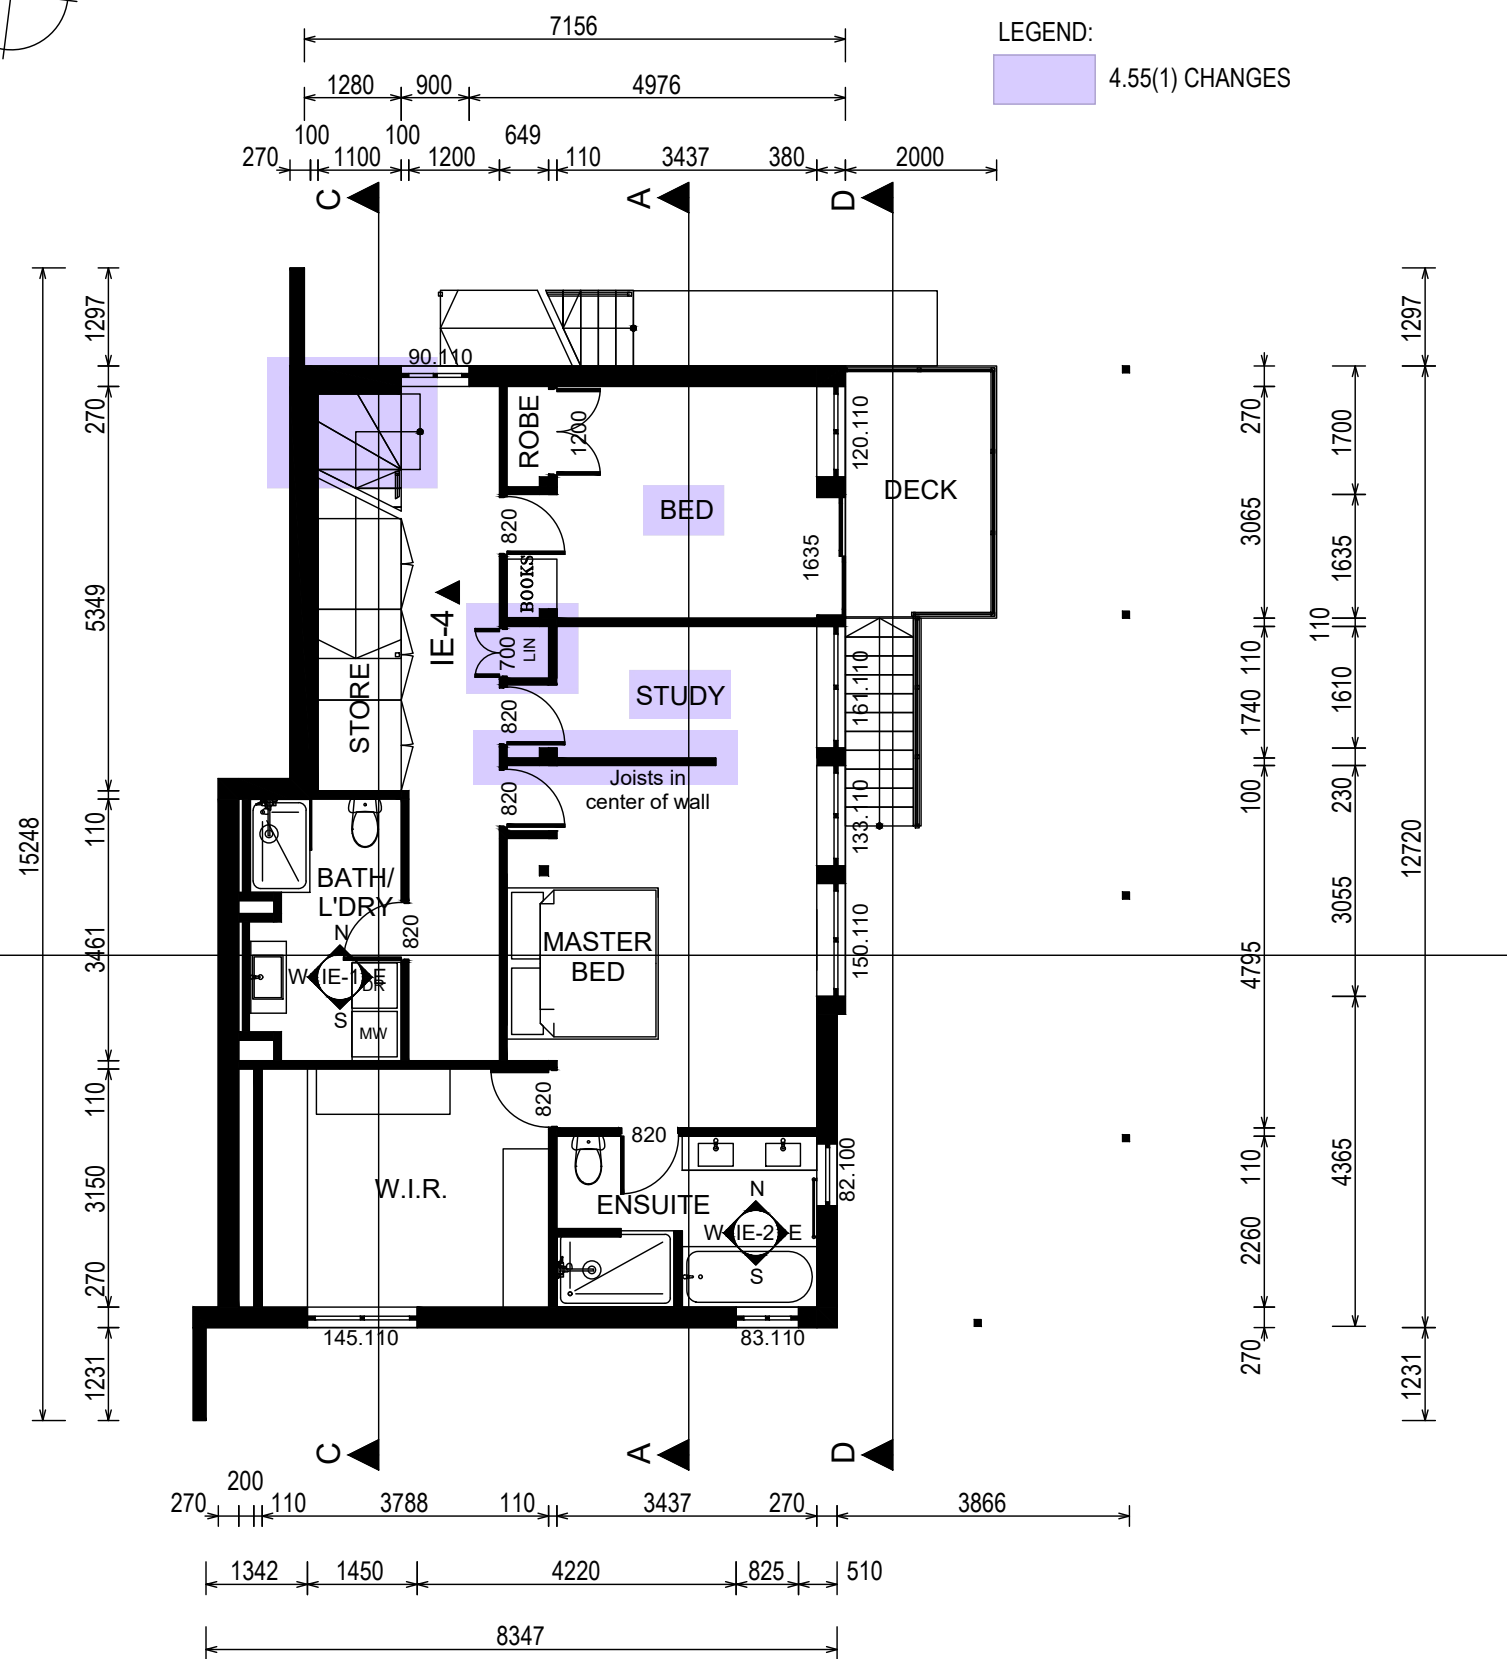 7156
LEGEND:
1280 900 4976
4.55(1) CHANGES
100 100 649
270 1100 1200 110 3437 380 2000
C A D
1297 1297
90.110
ROBE
1200
120.110
270 270
1700
DECK
BED
820
3065
1635
1635
BOOKS
5349
IE-4
700
LIN
110
110
STUDY
161.110
1610
STORE
820
1740
Joists in
center of wall
820
133.110
100
230
110
15248
12720
BATH/
L'DRY
3055
N
820
MASTER
BED
150.110
3461
4795
W IE-1 E
DR
S
MW
110
820
820
82.100
110
4365
3150
W.I.R.
ENSUITE
N
W IE-2 E
S
2260
270
145.110
83.110
270
1231
1231
C A D
200
270 110 3788 110 3437 270 3866
1342 1450 4220 825 510
8347